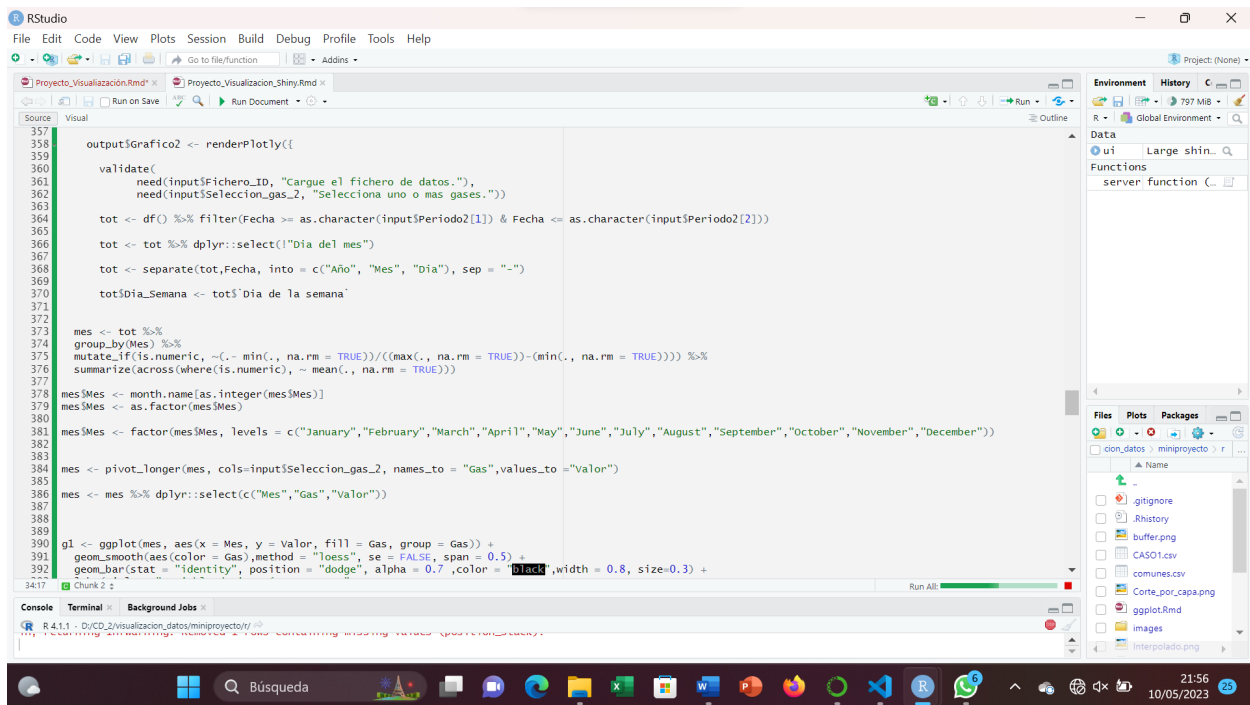 RStudio
File Edit Code View Plots Session Build Debug Profile Tools Help
Go to file/function Addins
Project: (None)
Proyecto_Visualiazación.Rmd*
Proyecto_Visualizacion_Shiny.Rmd
Run on Save
Run Document
Run
Source
Visual
Outline
357
358 output$Grafico2 <- renderPlotly({
359
360 validate(
361 need(input$Fichero_ID, "Cargue el fichero de datos."),
362 need(input$Seleccion_gas_2, "Selecciona uno o mas gases."))
363
364 tot <- df() %>% filter(Fecha >= as.character(input$Periodo2[1]) & Fecha <= as.character(input$Periodo2[2]))
365
366 tot <- tot %>% dplyr::select(!"Dia del mes")
367
368 tot <- separate(tot,Fecha, into = c("Año", "Mes", "Dia"), sep = "-")
369
370 tot$Dia_Semana <- tot$`Dia de la semana`
371
372
373 mes <- tot %>%
374 group_by(Mes) %>%
375 mutate_if(is.numeric, ~(.- min(., na.rm = TRUE))/((max(., na.rm = TRUE))-(min(., na.rm = TRUE)))) %>%
376 summarize(across(where(is.numeric), ~ mean(., na.rm = TRUE)))
377
378 mes$Mes <- month.name[as.integer(mes$Mes)]
379 mes$Mes <- as.factor(mes$Mes)
380
381 mes$Mes <- factor(mes$Mes, levels = c("January","February","March","April","May","June","July","August","September","October","November","December"))
382
383
384 mes <- pivot_longer(mes, cols=input$Seleccion_gas_2, names_to = "Gas",values_to ="Valor")
385
386 mes <- mes %>% dplyr::select(c("Mes","Gas","Valor"))
387
388
389
390 g1 <- ggplot(mes, aes(x = Mes, y = Valor, fill = Gas, group = Gas)) +
391 geom_smooth(aes(color = Gas),method = "loess", se = FALSE, span = 0.5) +
392 geom_bar(stat = "identity", position = "dodge", alpha = 0.7 ,color = "black",width = 0.8, size=0.3) +
34:17 Chunk 2
Run All:
Console Terminal Background Jobs
R 4.1.1 · D:/CD_2/visualizacion_datos/miniproyecto/r/
Environment History C
797 MiB
R Global Environment
Data
ui Large shin…
Functions
server function (…
Files Plots Packages
cion_datos miniproyecto r ...
Name
..
.gitignore
.Rhistory
buffer.png
CASO1.csv
comunes.csv
Corte_por_capa.png
ggplot.Rmd
images
Interpolado.png
Búsqueda
6
21:56
10/05/2023
25